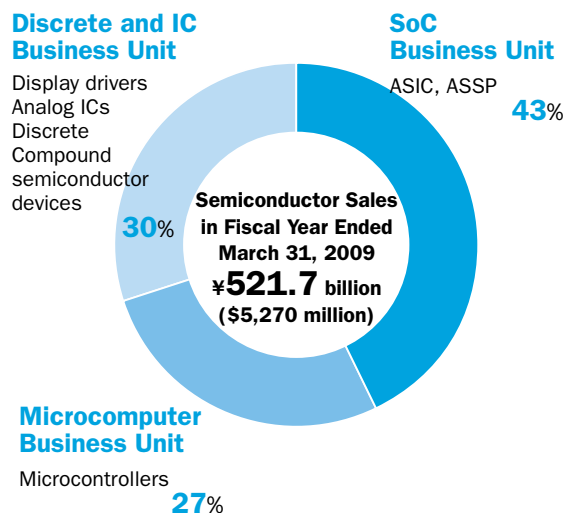 Discrete and IC
Business Unit
Display drivers
Analog ICs
Discrete
Compound
semiconductor
devices
30%
SoC
Business Unit
ASIC, ASSP
43%
Semiconductor Sales
in Fiscal Year Ended
March 31, 2009
¥521.7 billion
($5,270 million)
Microcomputer
Business Unit
Microcontrollers
27%